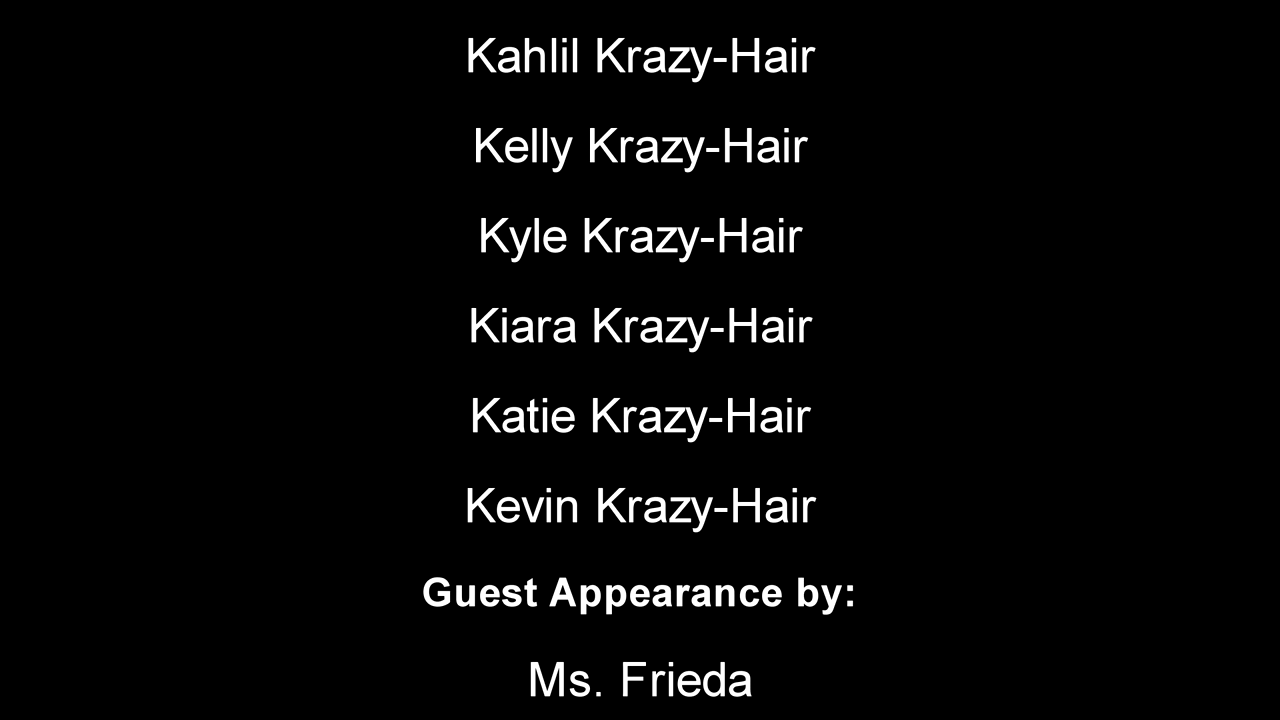 Kahlil Krazy-Hair
Kelly Krazy-Hair
Kyle Krazy-Hair
Kiara Krazy-Hair
Katie Krazy-Hair
Kevin Krazy-Hair
Guest Appearance by:
Ms. Frieda